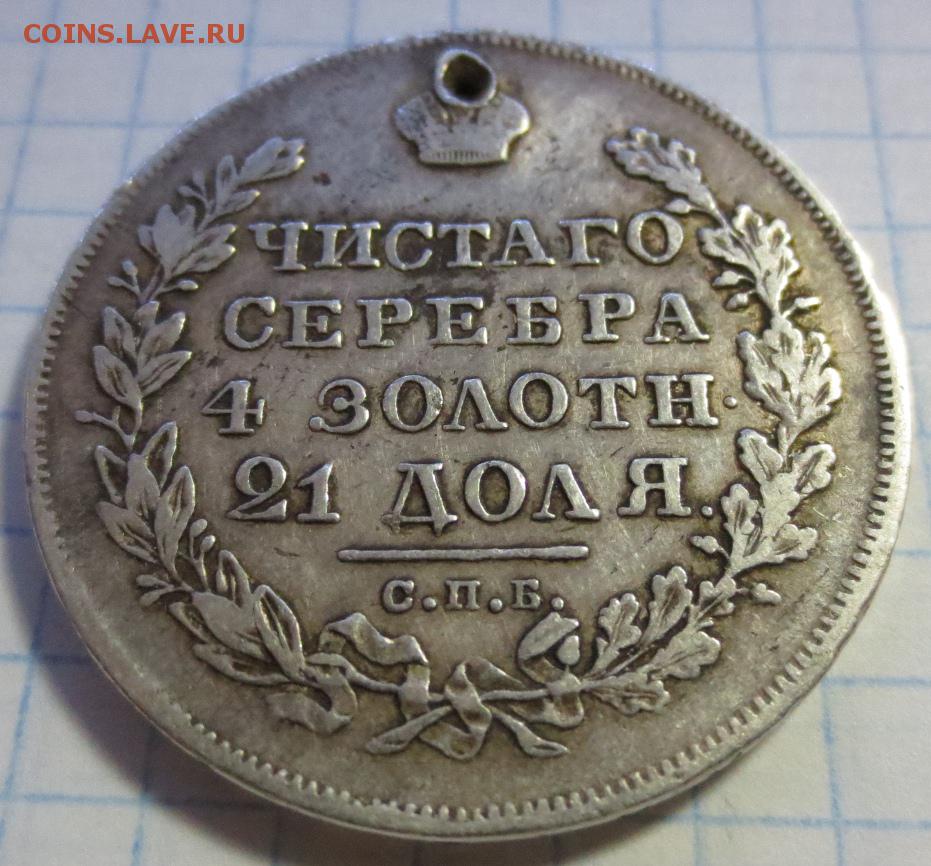 COINS.LAVE.RU
ЧИСТАГО
СЕРЕБРА
4 ЗОЛОТН.
21 ДОЛЯ.
С.П.Б.